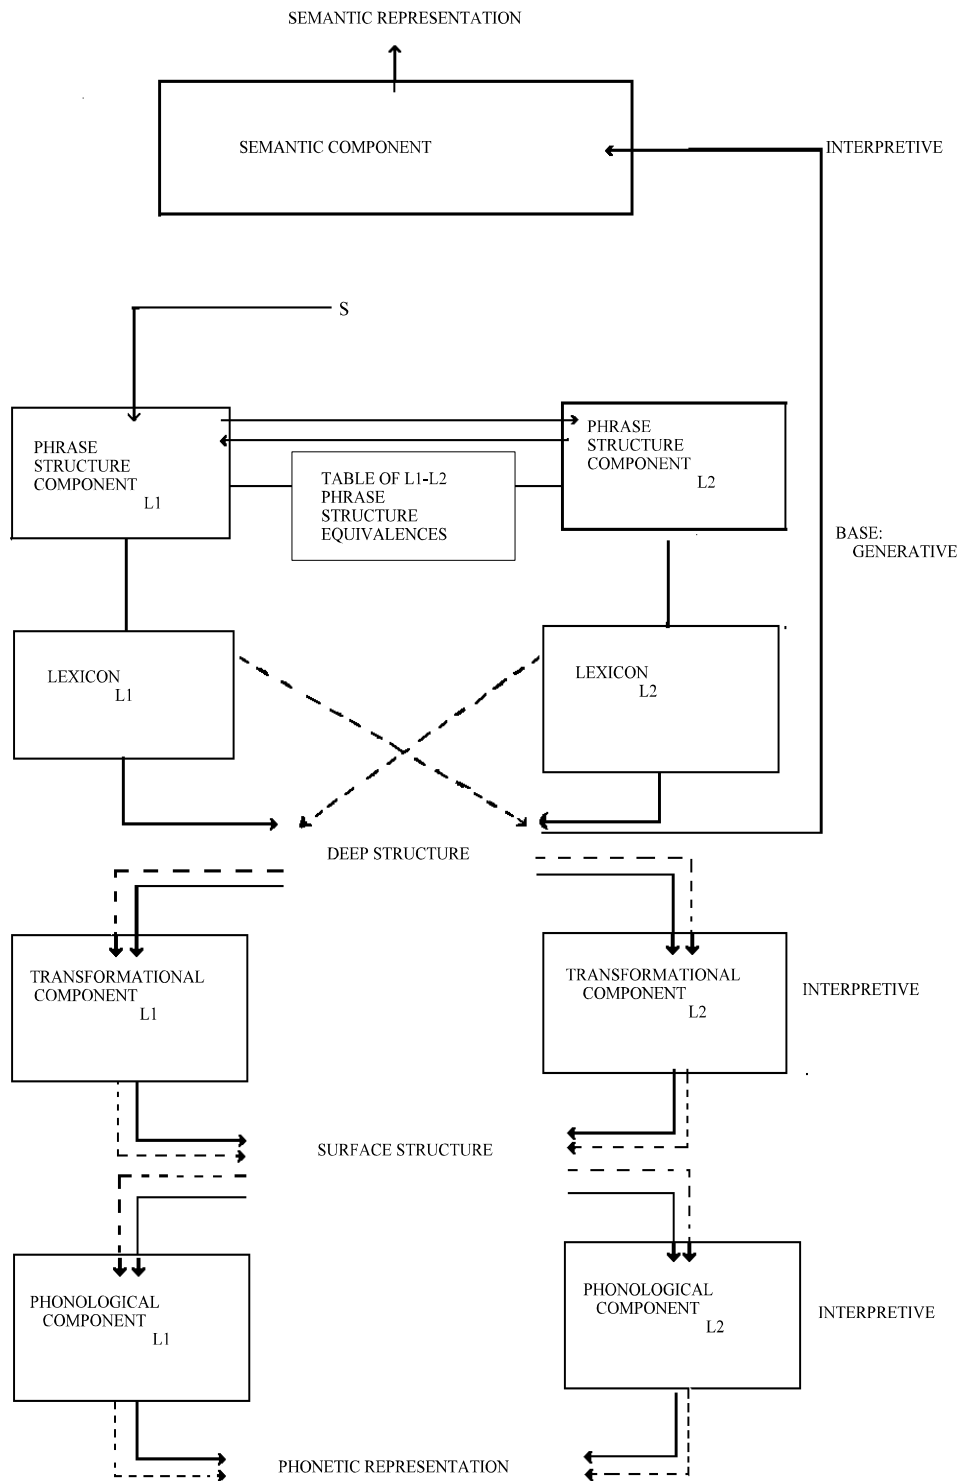 SEMANTIC REPRESENTATION
SEMANTIC COMPONENT
INTERPRETIVE
S
PHRASE
STRUCTURE
COMPONENT
L1
TABLE OF L1-L2
PHRASE
STRUCTURE
EQUIVALENCES
PHRASE
STRUCTURE
COMPONENT
L2
BASE:
GENERATIVE
LEXICON
L1
LEXICON
L2
DEEP STRUCTURE
TRANSFORMATIONAL
COMPONENT
L1
TRANSFORMATIONAL
COMPONENT
L2
INTERPRETIVE
SURFACE STRUCTURE
PHONOLOGICAL
COMPONENT
L1
PHONOLOGICAL
COMPONENT
L2
INTERPRETIVE
PHONETIC REPRESENTATION